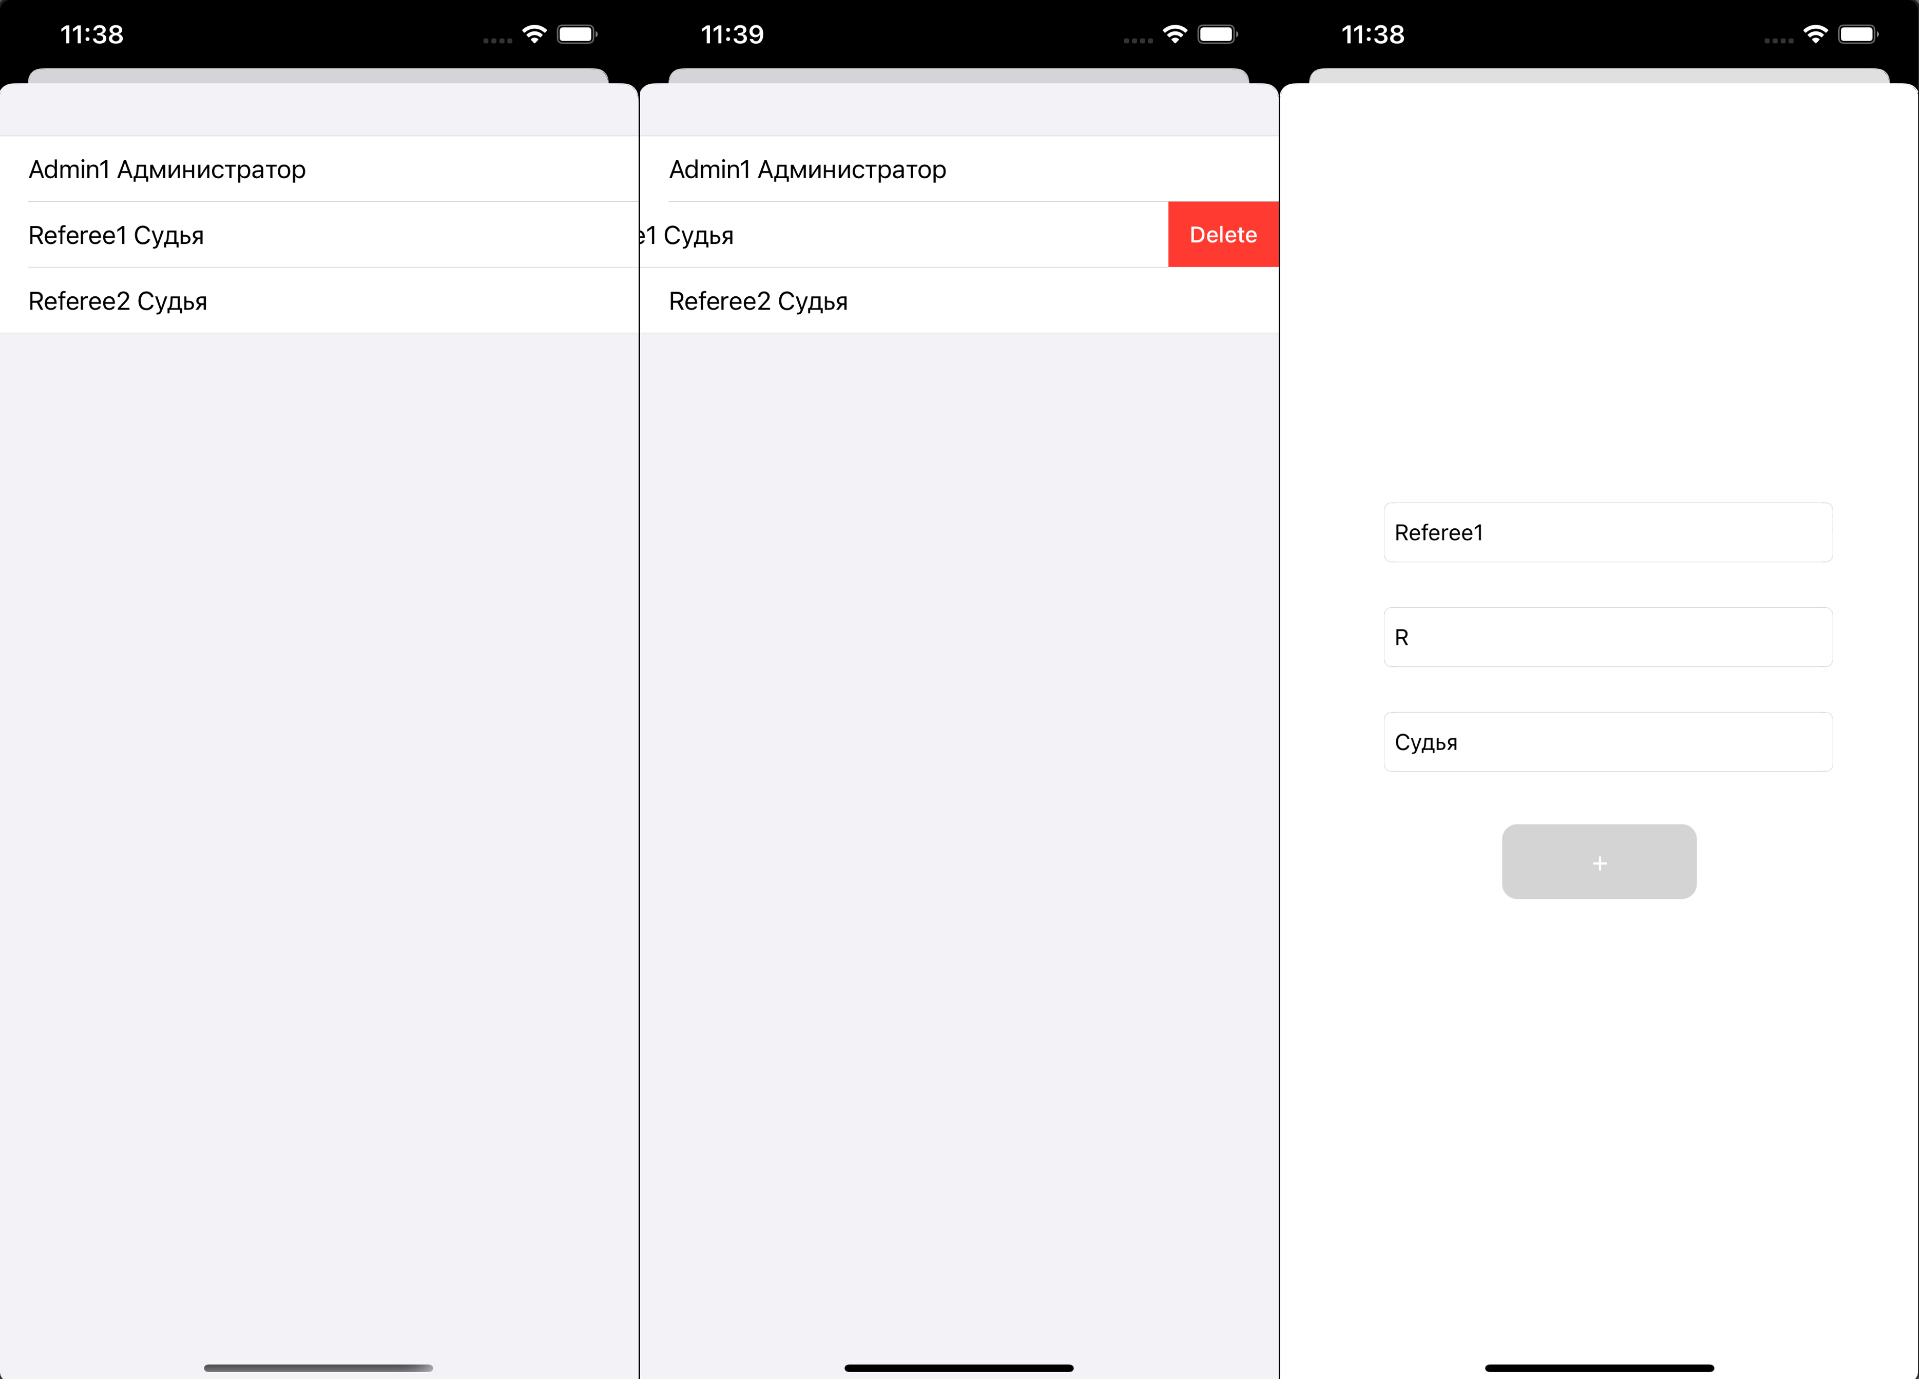 11:38
Admin1 Администратор
Referee1 Судья
Referee2 Судья
11:39
Admin1 Администратор
e1 Судья
Delete
Referee2 Судья
11:38
Referee1
R
Судья
+